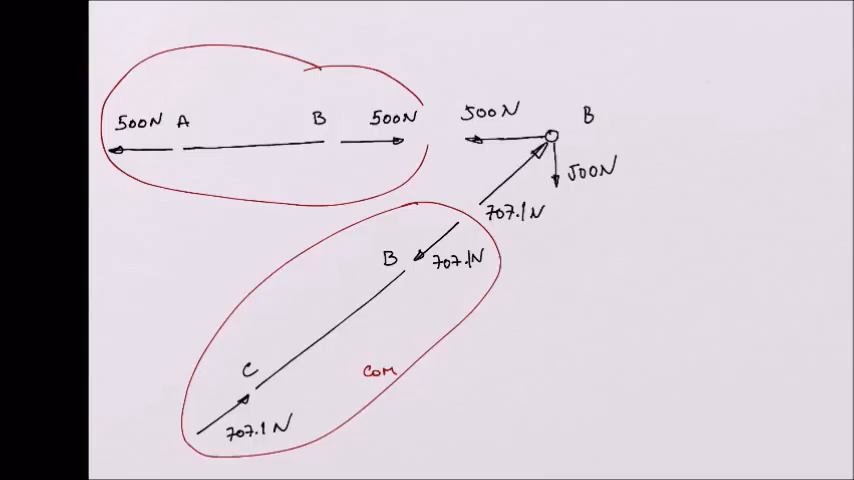 500N A B 500N
500N B
500N
707.1N
B 707.1N
C
COM
707.1N